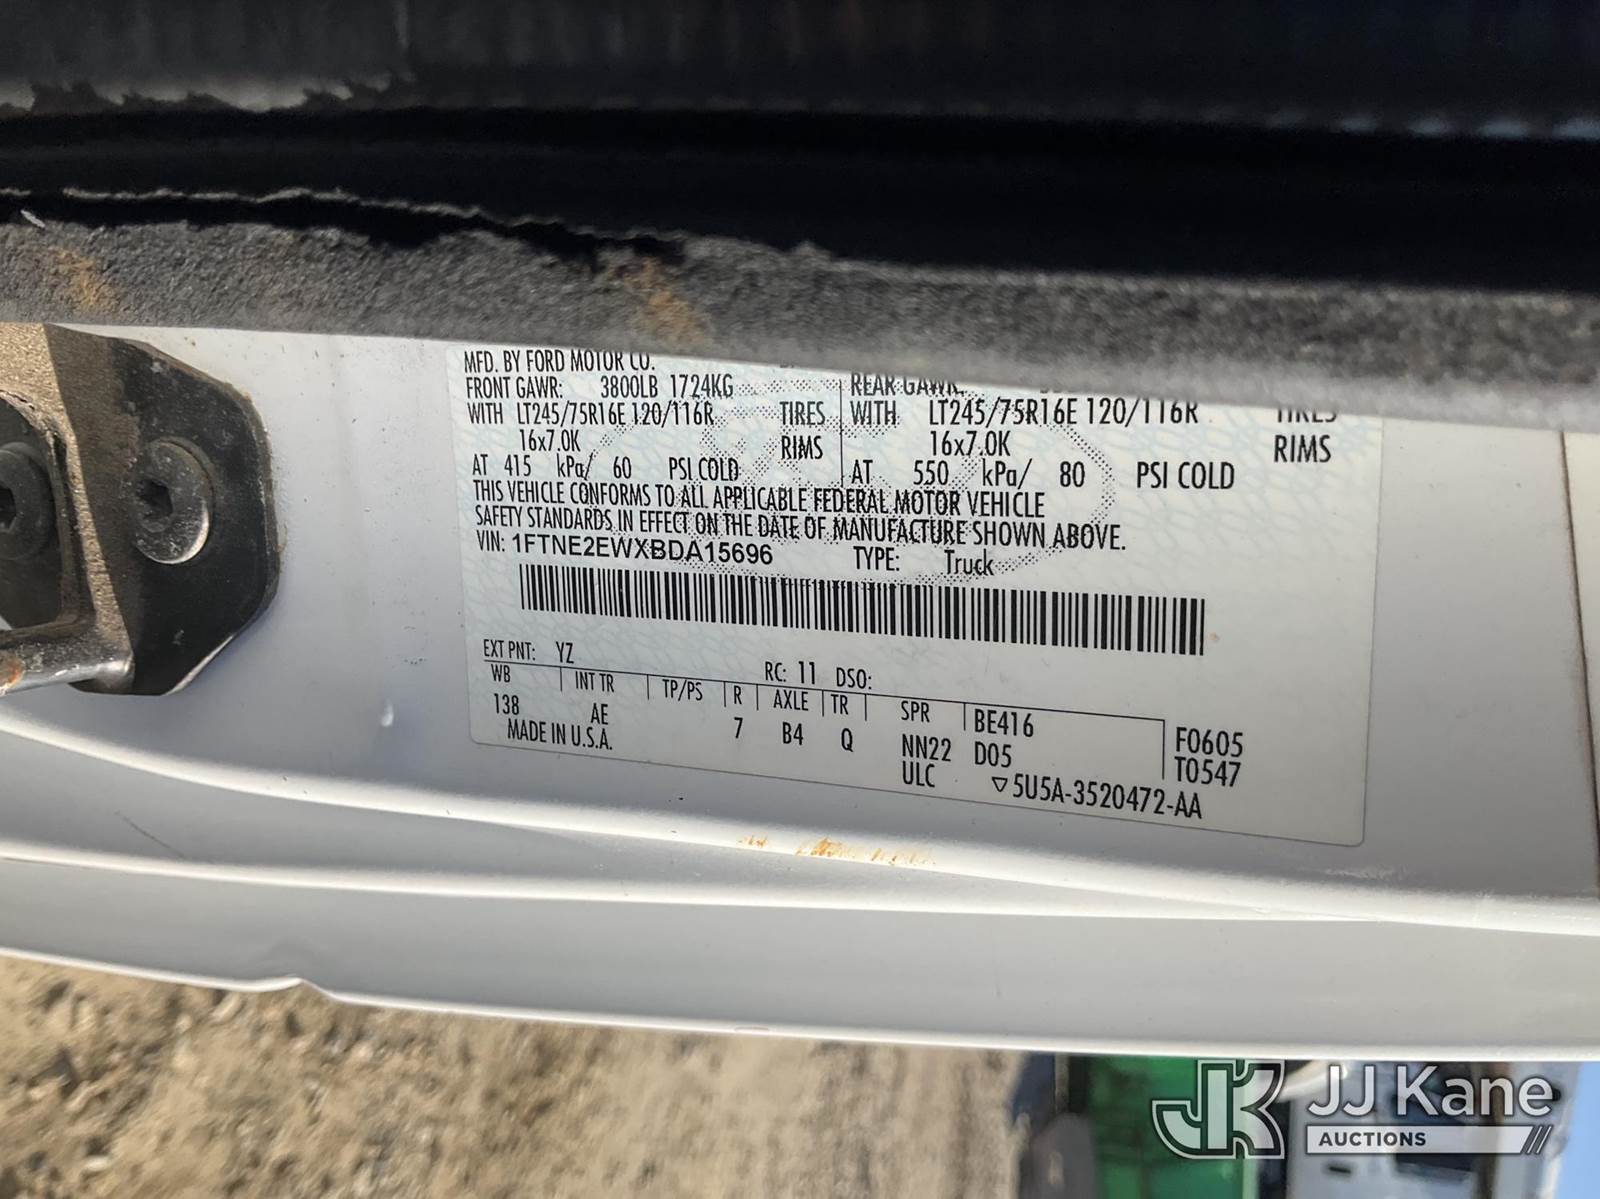 MFD. BY FORD MOTOR CO.
FRONT GAWR: 3800LB 1724KG REAR GAWR:
WITH LT245/75R16E 120/116R TIRES WITH LT245/75R16E 120/116R TIRES
16x7.0K RIMS 16x7.0K RIMS
AT 415 kPa/ 60 PSI COLD AT 550 kPa/ 80 PSI COLD
THIS VEHICLE CONFORMS TO ALL APPLICABLE FEDERAL MOTOR VEHICLE
SAFETY STANDARDS IN EFFECT ON THE DATE OF MANUFACTURE SHOWN ABOVE.
VIN: 1FTNE2EWXBDA15696 TYPE: Truck
EXT PNT: YZ RC: 11 DSO:
WB INT TR TP/PS R AXLE TR SPR BE416 F0605
138 AE 7 B4 Q NN22 D05 T0547
MADE IN U.S.A. ULC ▽5U5A-3520472-AA
JK JJ Kane
AUCTIONS